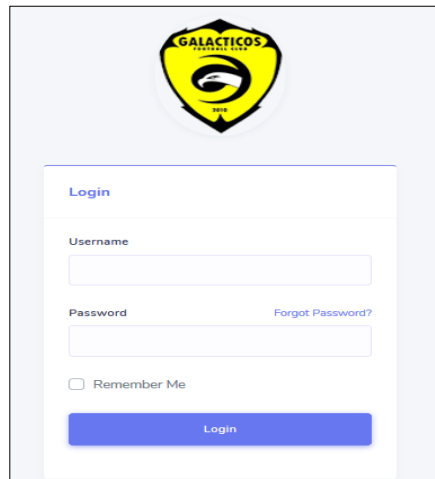 GALACTICOS
FOOTBALL CLUB
2010
Login
Username
Password Forgot Password?
Remember Me
Login